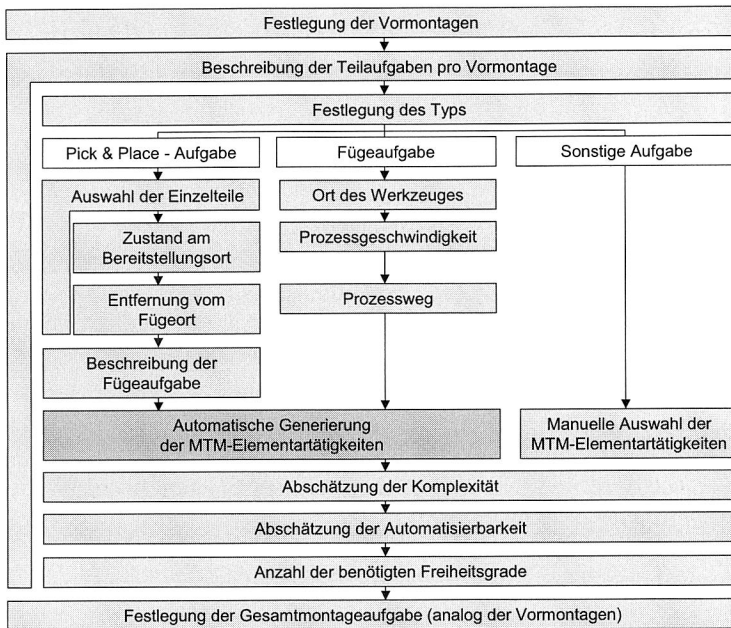 Festlegung der Vormontagen
Beschreibung der Teilaufgaben pro Vormontage
Festlegung des Typs
Pick & Place - Aufgabe
Fügeaufgabe
Sonstige Aufgabe
Auswahl der Einzelteile
Ort des Werkzeuges
Zustand am
Bereitstellungsort
Prozessgeschwindigkeit
Entfernung vom
Fügeort
Prozessweg
Beschreibung der
Fügeaufgabe
Automatische Generierung
der MTM-Elementartätigkeiten
Manuelle Auswahl der
MTM-Elementartätigkeiten
Abschätzung der Komplexität
Abschätzung der Automatisierbarkeit
Anzahl der benötigten Freiheitsgrade
Festlegung der Gesamtmontageaufgabe (analog der Vormontagen)